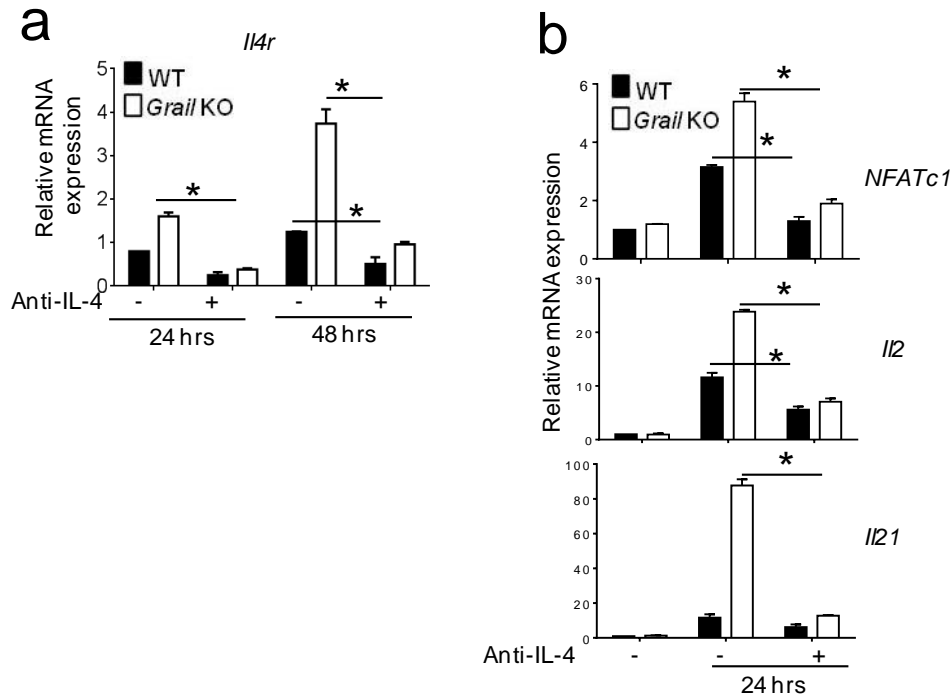 a
Il4r
Relative mRNA
expression
5
4
3
2
1
0
WT
Grail KO
*
*
*
Anti-IL-4
- + - +
24 hrs 48 hrs
b
Relative mRNA expression
WT
Grail KO
6
4
2
0
*
*
NFATc1
30
20
10
0
*
*
Il2
100
80
60
40
20
0
*
Il21
Anti-IL-4
- - +
24 hrs